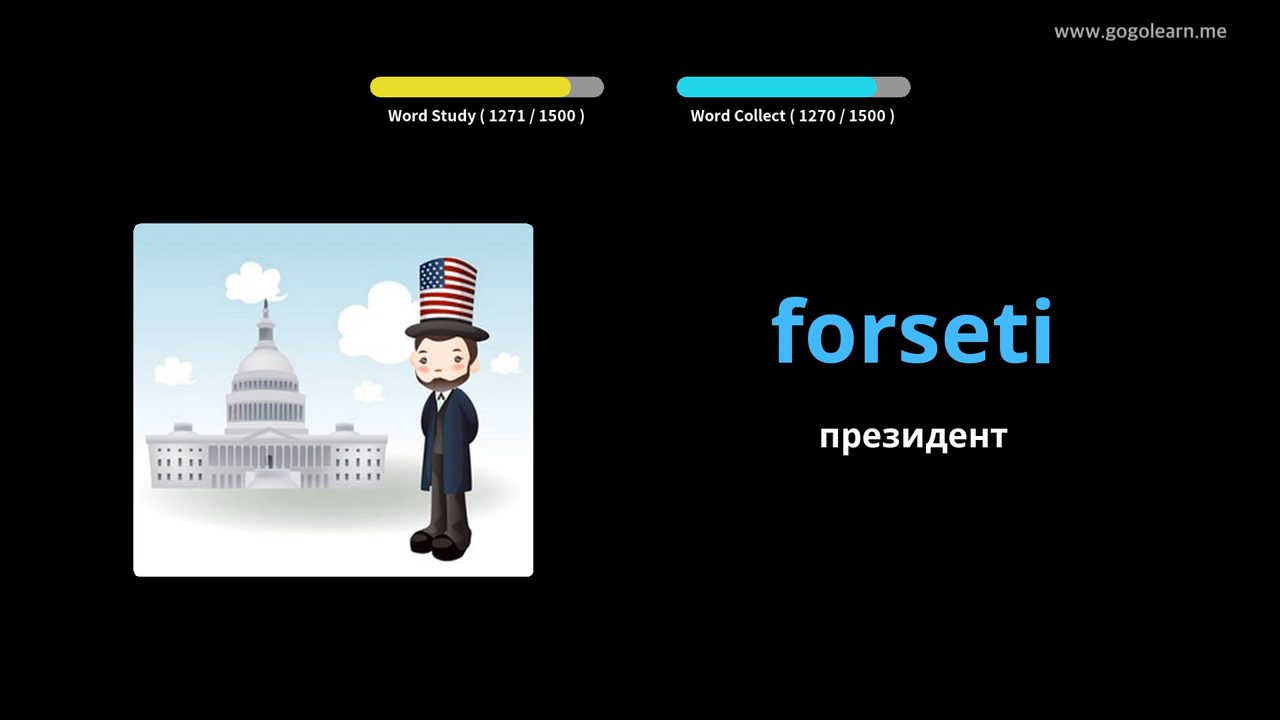 www.gogolearn.me
Word Study ( 1271 / 1500 )
Word Collect ( 1270 / 1500 )
forseti
президент